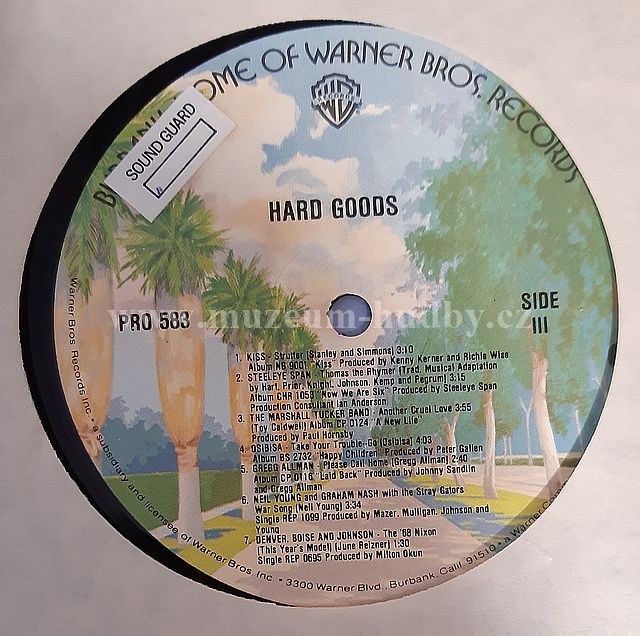 OME OF WARNER BROS. RECORDS
SOUND GUARD
RECORDS
HARD GOODS
PRO 583
SIDE
III
www.muzeum-hudby.cz
1. KISS - Strutter (Stanley and Simmons) 3:10
Album NB 9001 "Kiss" Produced by Kenny Kerner and Richie Wise
2. STEELEYE SPAN - Thomas the Rhymer (Trad. Musical Adaptation
by Hart, Prior, Knight, Johnson, Kemp and Pegrum) 3:15
Album CHR 1053 "Now We Are Six" Produced by Steeleye Span
Production Consultant Ian Anderson
3. THE MARSHALL TUCKER BAND - Another Cruel Love 3:55
(Toy Caldwell) Album CP 0124 "A New Life"
Produced by Paul Hornsby
4. OSIBISA - Take Your Trouble-Go (Osibisa) 4:03
Album BS 2732 "Happy Children" Produced by Peter Gallen
5. GREGG ALLMAN - Please Call Home (Gregg Allman) 2:40
Album CP 0116 "Laid Back" Produced by Johnny Sandlin
and Gregg Allman
6. NEIL YOUNG and GRAHAM NASH with the Stray Gators
War Song (Neil Young) 3:34
Single REP 1099 Produced by Mazer, Mulligan, Johnson and
Young
7. DENVER, BOISE AND JOHNSON - The '68 Nixon
(This Year's Model) (June Reizner) 1:30
Single REP 0695 Produced by Milton Okun
Warner Bros Records Inc. • a subsidiary and licensee of Warner Bros. Inc • 3300 Warner Blvd., Burbank, Calif. 91510 • a Warner